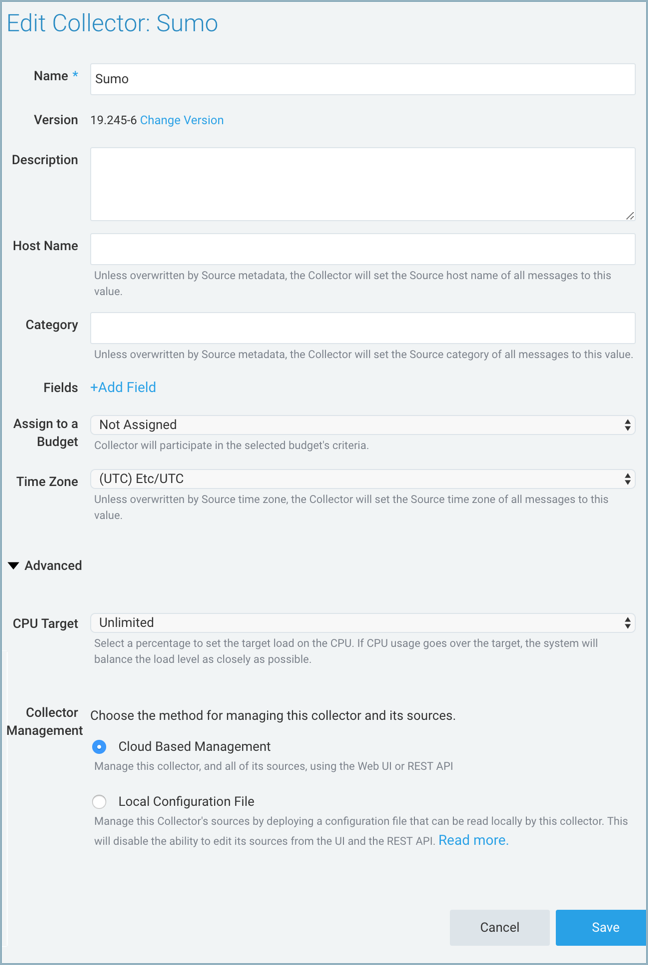 Edit Collector: Sumo
Name *
Sumo
Version
19.245-6 Change Version
Description
Host Name
Unless overwritten by Source metadata, the Collector will set the Source host name of all messages to this
value.
Category
Unless overwritten by Source metadata, the Collector will set the Source category of all messages to this value.
Fields
+Add Field
Assign to a
Budget
Not Assigned
Collector will participate in the selected budget's criteria.
Time Zone
(UTC) Etc/UTC
Unless overwritten by Source time zone, the Collector will set the Source time zone of all messages to this
value.
Advanced
CPU Target
Unlimited
Select a percentage to set the target load on the CPU. If CPU usage goes over the target, the system will
balance the load level as closely as possible.
Collector
Management
Choose the method for managing this collector and its sources.
Cloud Based Management
Manage this collector, and all of its sources, using the Web UI or REST API
Local Configuration File
Manage this Collector's sources by deploying a configuration file that can be read locally by this collector. This
will disable the ability to edit its sources from the UI and the REST API. Read more.
Cancel
Save